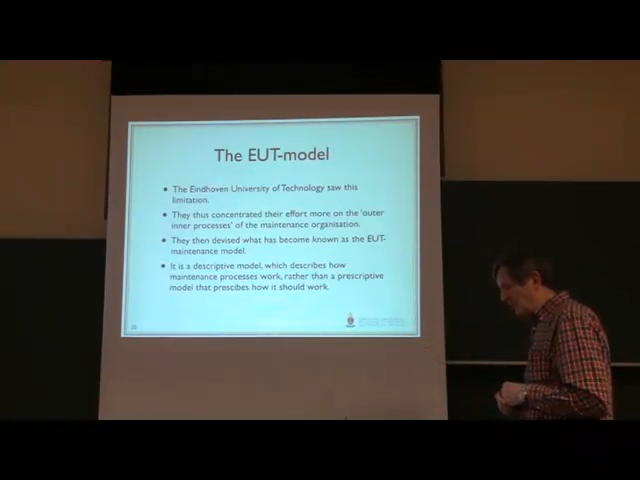 The EUT-model
• The Eindhoven University of Technology saw this
limitation.
• They thus concentrated their effort more on the 'outer
inner processes' of the maintenance organisation.
• They then devised what has become known as the EUT-
maintenance model.
• It is a descriptive model, which describes how
maintenance processes work, rather than a prescriptive
model that prescibes how it should work.